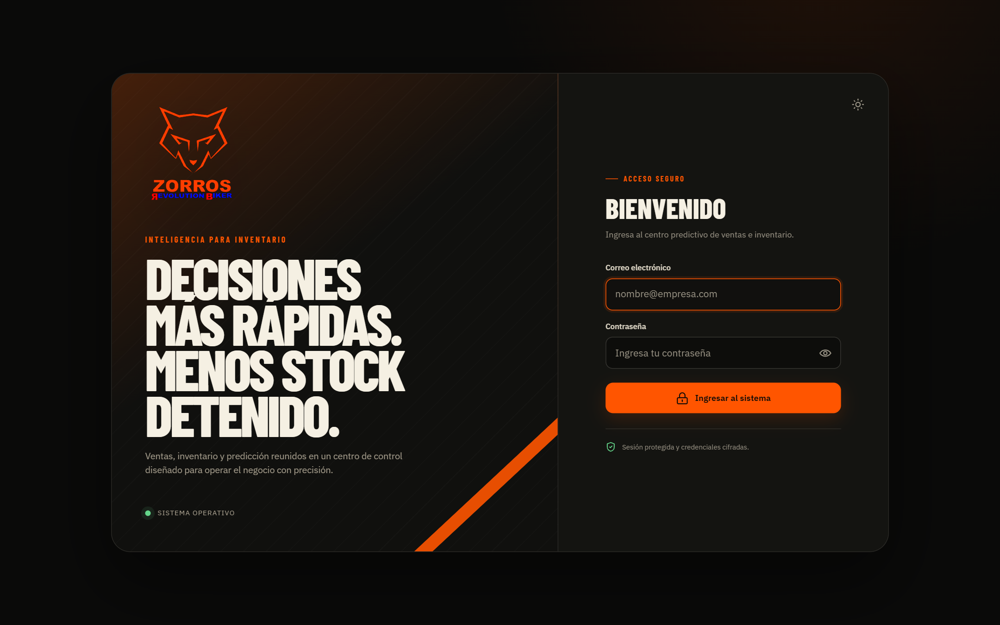 ZORROS
ЯEVOLUTION BIKER
INTELIGENCIA PARA INVENTARIO
DECISIONES
MÁS RÁPIDAS.
MENOS STOCK
DETENIDO.
Ventas, inventario y predicción reunidos en un centro de control
diseñado para operar el negocio con precisión.
SISTEMA OPERATIVO
ACCESO SEGURO
BIENVENIDO
Ingresa al centro predictivo de ventas e inventario.
Correo electrónico
nombre@empresa.com
Contraseña
Ingresa tu contraseña
Ingresar al sistema
Sesión protegida y credenciales cifradas.